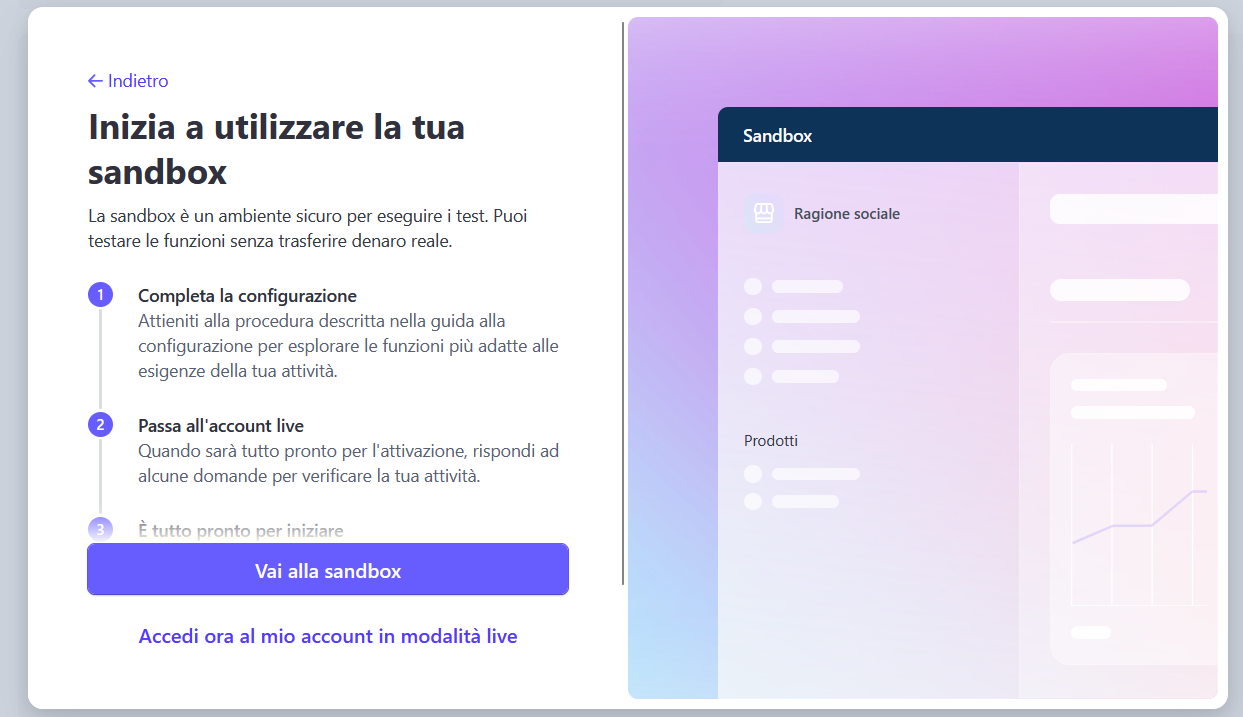 ← Indietro
Inizia a utilizzare la tua
sandbox
La sandbox è un ambiente sicuro per eseguire i test. Puoi
testare le funzioni senza trasferire denaro reale.
1 Completa la configurazione
Attieniti alla procedura descritta nella guida alla
configurazione per esplorare le funzioni più adatte alle
esigenze della tua attività.
2 Passa all'account live
Quando sarà tutto pronto per l'attivazione, rispondi ad
alcune domande per verificare la tua attività.
3 È tutto pronto per iniziare
Vai alla sandbox
Accedi ora al mio account in modalità live
Sandbox
Ragione sociale
Prodotti